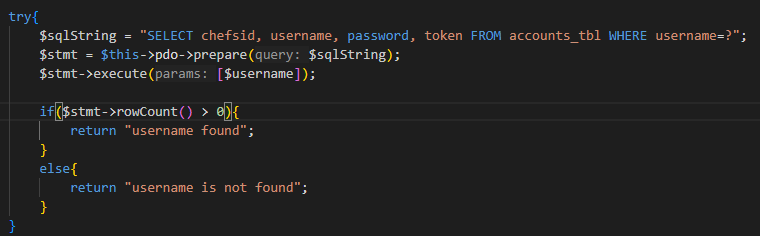 try{
    $sqlString = "SELECT chefsid, username, password, token FROM accounts_tbl WHERE username=?";
    $stmt = $this->pdo->prepare(query: $sqlString);
    $stmt->execute(params: [$username]);

    if($stmt->rowCount() > 0){
        return "username found";
    }
    else{
        return "username is not found";
    }
}